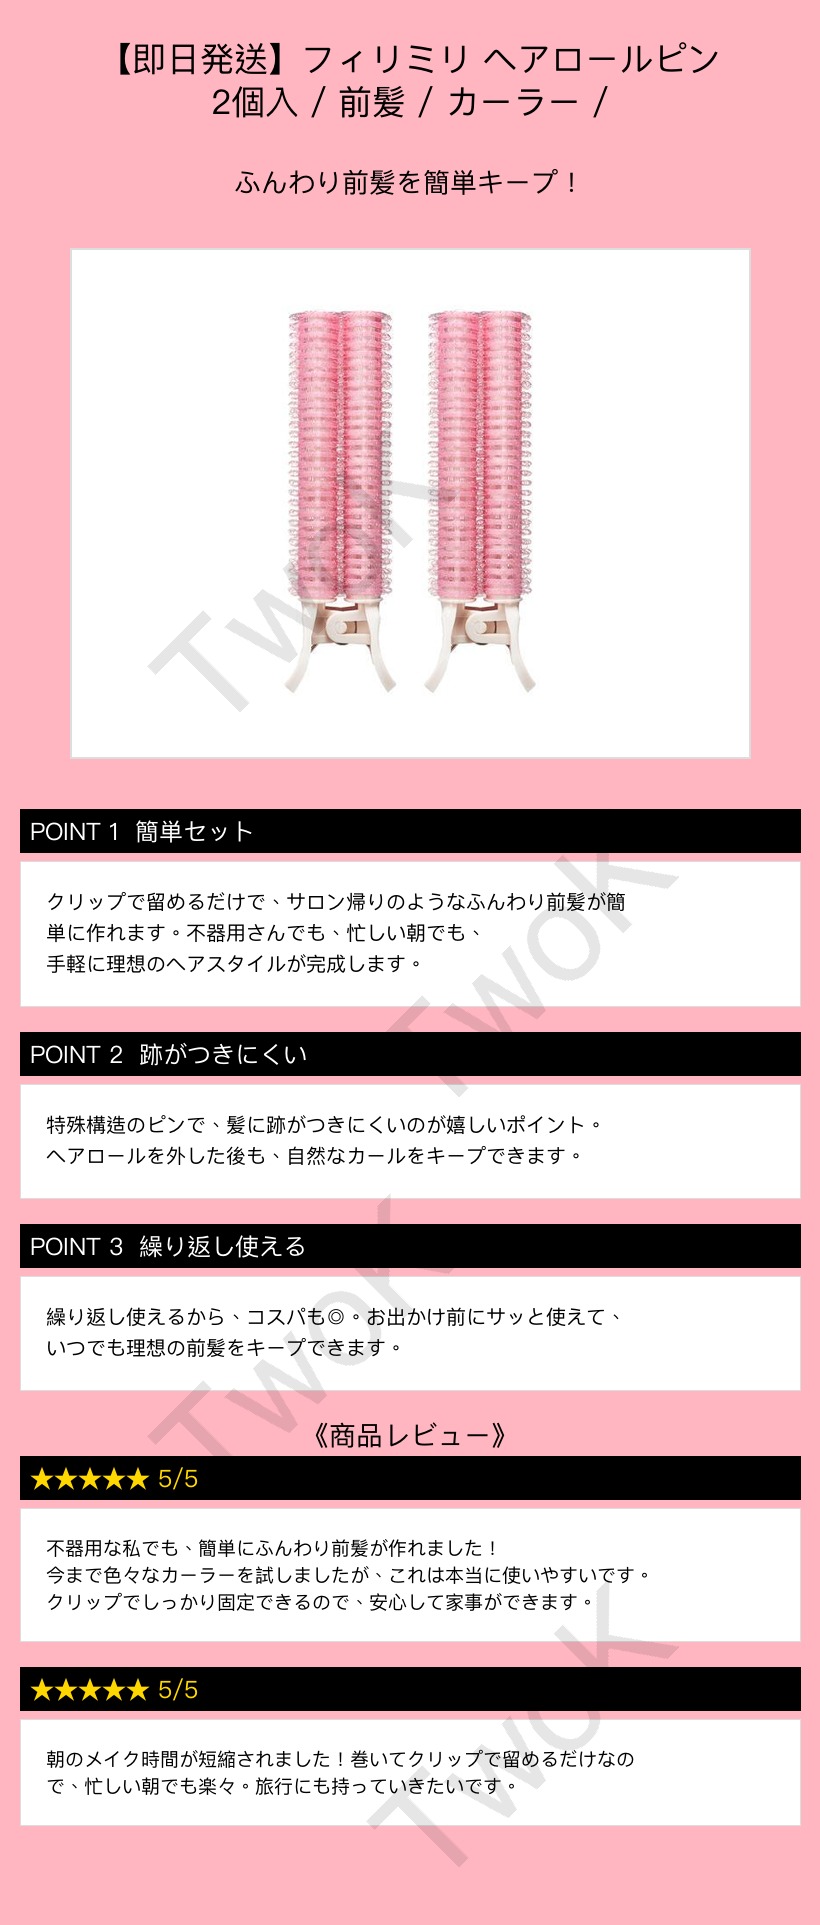 【即日発送】フィリミリ ヘアロールピン
2個入 / 前髪 / カーラー /
ふんわり前髪を簡単キープ！
TwoK
POINT 1 簡単セット
クリップで留めるだけで、サロン帰りのようなふんわり前髪が簡
単に作れます。不器用さんでも、忙しい朝でも、
手軽に理想のヘアスタイルが完成します。
TwoK
POINT 2 跡がつきにくい
特殊構造のピンで、髪に跡がつきにくいのが嬉しいポイント。
ヘアロールを外した後も、自然なカールをキープできます。
POINT 3 繰り返し使える
繰り返し使えるから、コスパも◎。お出かけ前にサッと使えて、
いつでも理想の前髪をキープできます。
TwoK
《商品レビュー》
★★★★★ 5/5
不器用な私でも、簡単にふんわり前髪が作れました！
今まで色々なカーラーを試しましたが、これは本当に使いやすいです。
クリップでしっかり固定できるので、安心して家事ができます。
★★★★★ 5/5
TwoK
朝のメイク時間が短縮されました！巻いてクリップで留めるだけなの
で、忙しい朝でも楽々。旅行にも持っていきたいです。